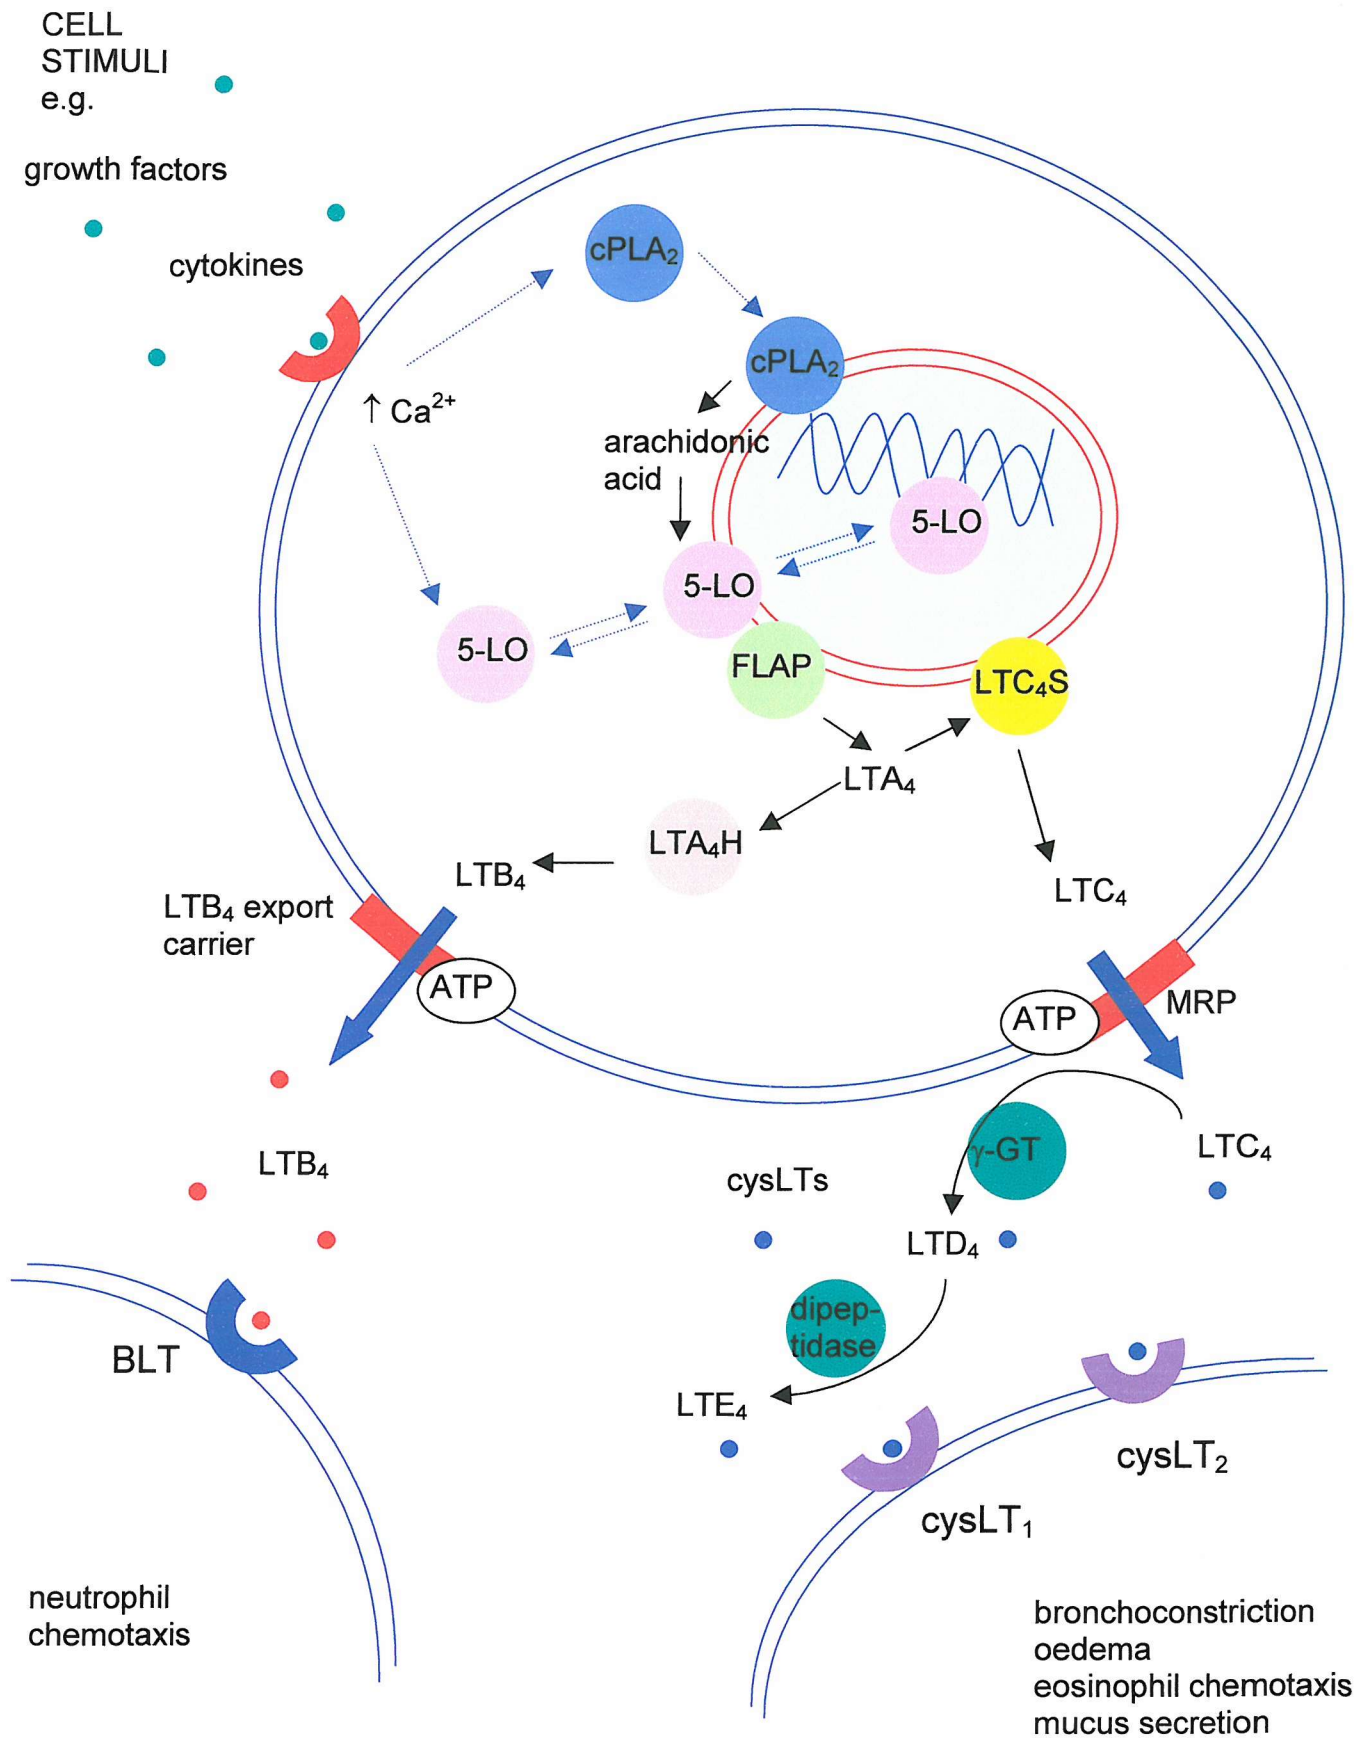 CELL
STIMULI
e.g.
growth factors
cytokines
cPLA₂
cPLA₂
↑ Ca²⁺
arachidonic
acid
5-LO
5-LO
5-LO
FLAP
LTC₄S
LTA₄
LTA₄H
LTB₄
LTC₄
LTB₄ export
carrier
ATP
ATP
MRP
γ-GT
LTC₄
LTB₄
cysLTs
LTD₄
dipep-
tidase
BLT
LTE₄
cysLT₂
cysLT₁
neutrophil
chemotaxis
bronchoconstriction
oedema
eosinophil chemotaxis
mucus secretion